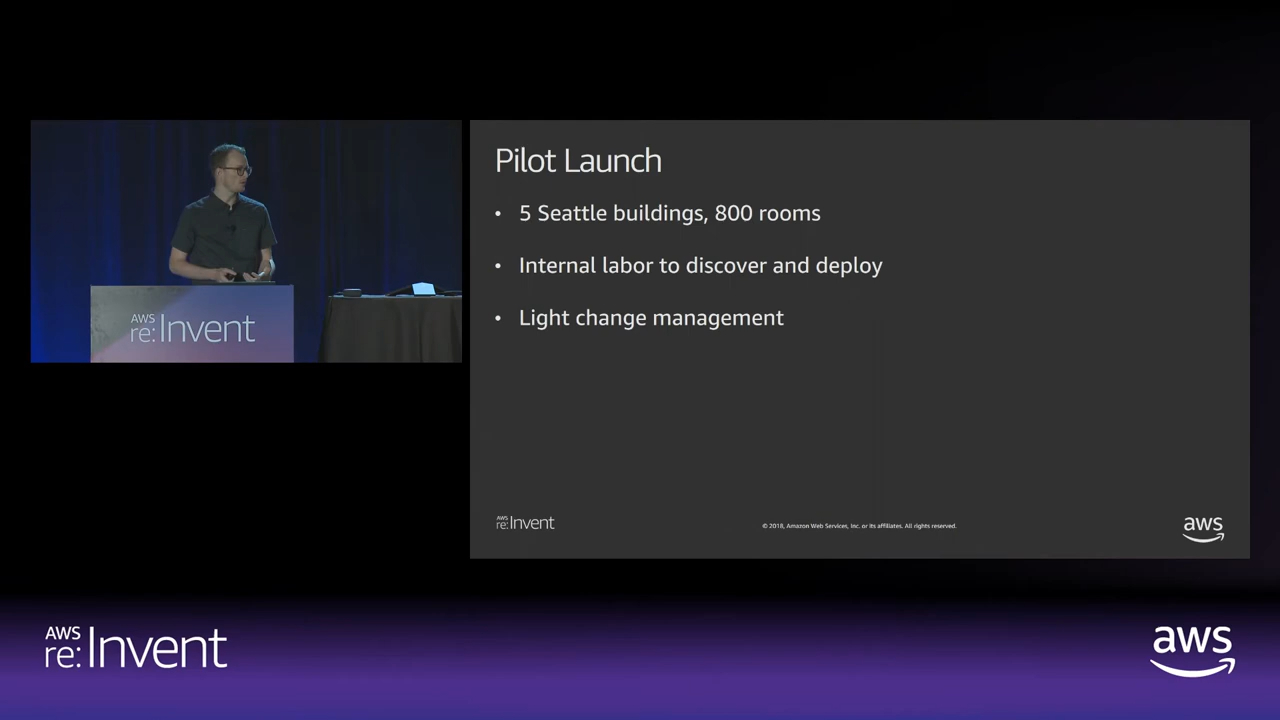 Pilot Launch
• 5 Seattle buildings, 800 rooms
• Internal labor to discover and deploy
• Light change management
AWS
re:Invent
AWS
re:Invent
© 2018, Amazon Web Services, Inc. or its affiliates. All rights reserved.
aws
AWS
re:Invent
aws